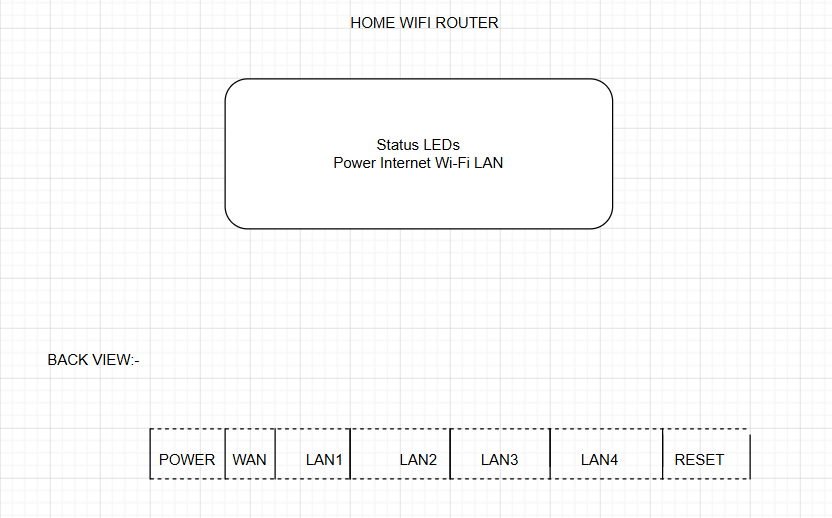 HOME WIFI ROUTER
Status LEDs
Power Internet Wi-Fi LAN
BACK VIEW:-
POWER WAN LAN1 LAN2 LAN3 LAN4 RESET